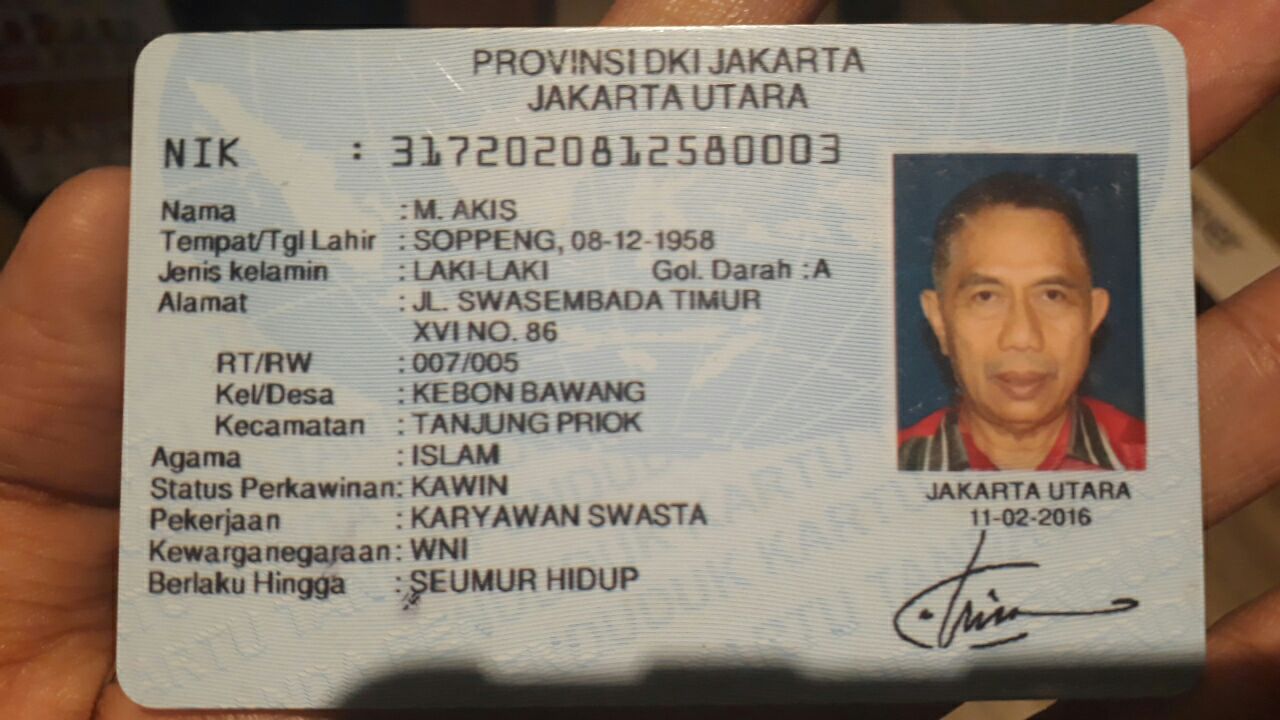 PROVINSI DKI JAKARTA
JAKARTA UTARA
NIK : 3172020812580003
Nama : M. AKIS
Tempat/Tgl Lahir : SOPPENG, 08-12-1958
Jenis kelamin : LAKI-LAKI Gol. Darah : A
Alamat : JL. SWASEMBADA TIMUR
XVI NO. 86
RT/RW : 007/005
Kel/Desa : KEBON BAWANG
Kecamatan : TANJUNG PRIOK
Agama : ISLAM
Status Perkawinan: KAWIN
Pekerjaan : KARYAWAN SWASTA
Kewarganegaraan: WNI
Berlaku Hingga : SEUMUR HIDUP
JAKARTA UTARA
11-02-2016